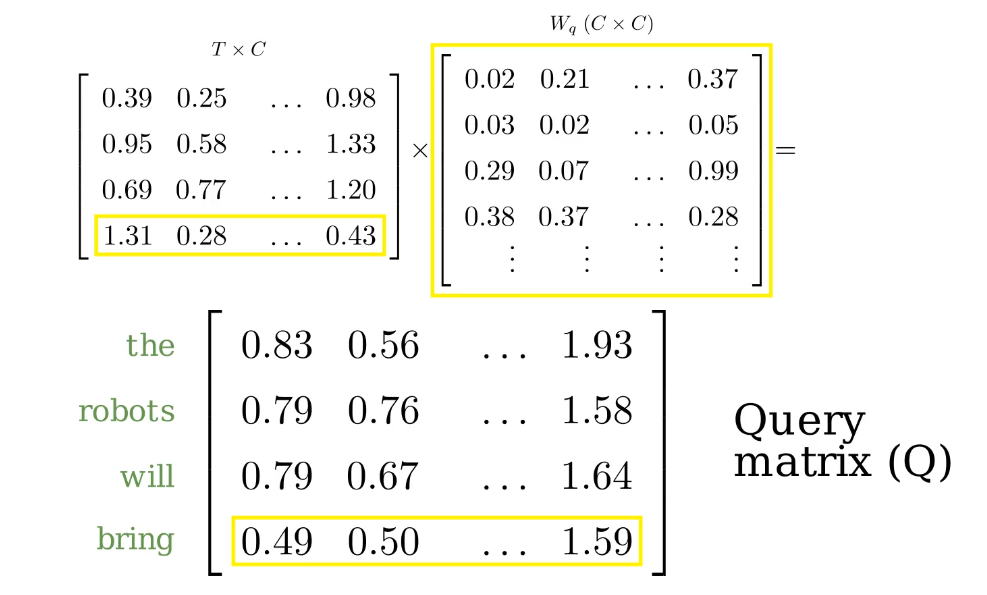 T × C
W_q (C × C)
0.39 0.25 ... 0.98
0.95 0.58 ... 1.33
0.69 0.77 ... 1.20
1.31 0.28 ... 0.43
×
0.02 0.21 ... 0.37
0.03 0.02 ... 0.05
0.29 0.07 ... 0.99
0.38 0.37 ... 0.28
⋮ ⋮ ⋮ ⋮
=
the 0.83 0.56 ... 1.93
robots 0.79 0.76 ... 1.58
will 0.79 0.67 ... 1.64
bring 0.49 0.50 ... 1.59
Query
matrix (Q)